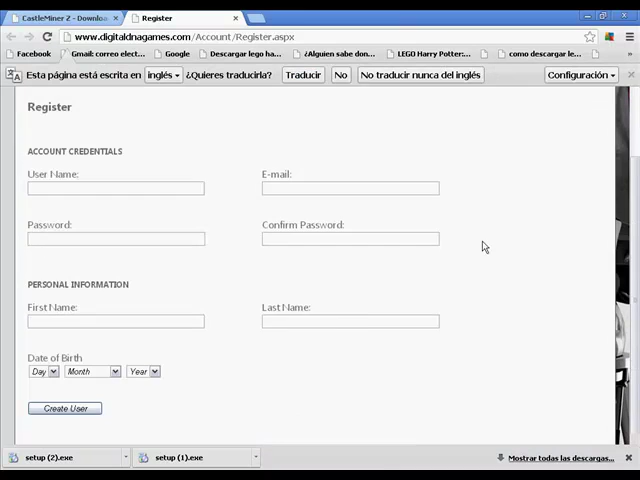 CastleMiner Z - Downloa
Register
www.digitaldnagames.com/Account/Register.aspx
Facebook
Gmail: correo elect...
Google
Descargar lego ha...
¿Alguien sabe don...
LEGO Harry Potter:...
como descargar le...
Esta página está escrita en inglés ¿Quieres traducirla? Traducir No No traducir nunca del inglés Configuración
Register
ACCOUNT CREDENTIALS
User Name: E-mail:
Password: Confirm Password:
PERSONAL INFORMATION
First Name: Last Name:
Date of Birth
Day Month Year
Create User
setup (2).exe setup (1).exe Mostrar todas las descargas...